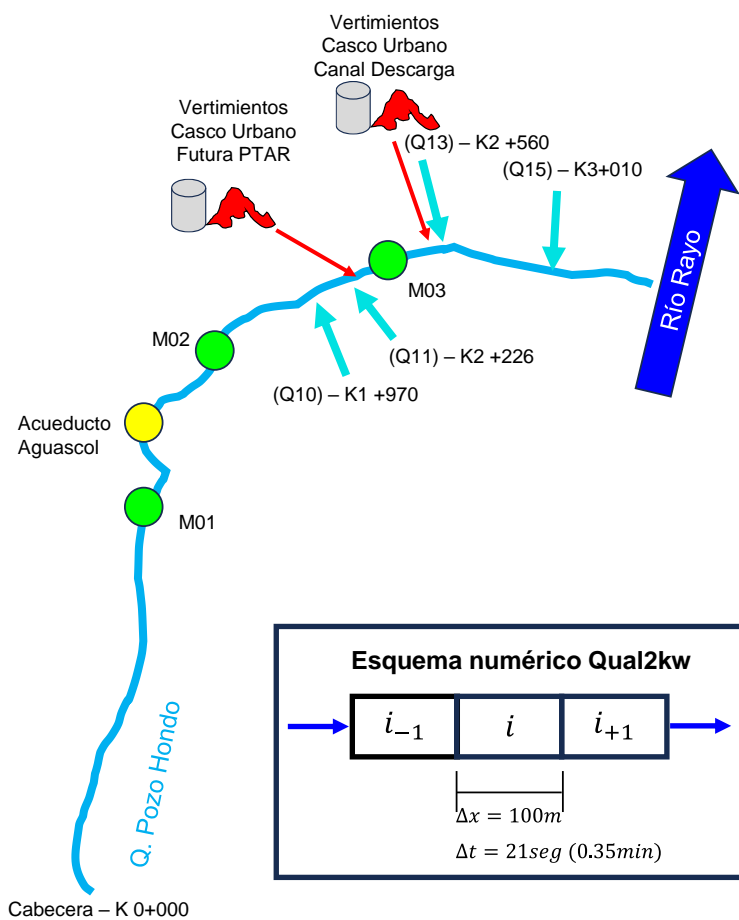 Vertimientos
Casco Urbano
Canal Descarga
Vertimientos
Casco Urbano
Futura PTAR
(Q13) – K2 +560
(Q15) – K3+010
Río Rayo
M03
M02
(Q11) – K2 +226
(Q10) – K1 +970
Acueducto
Aguascol
M01
Q. Pozo Hondo
Cabecera – K 0+000
Esquema numérico Qual2kw
i₋₁ i i₊₁
Δx = 100m
Δt = 21seg (0.35min)